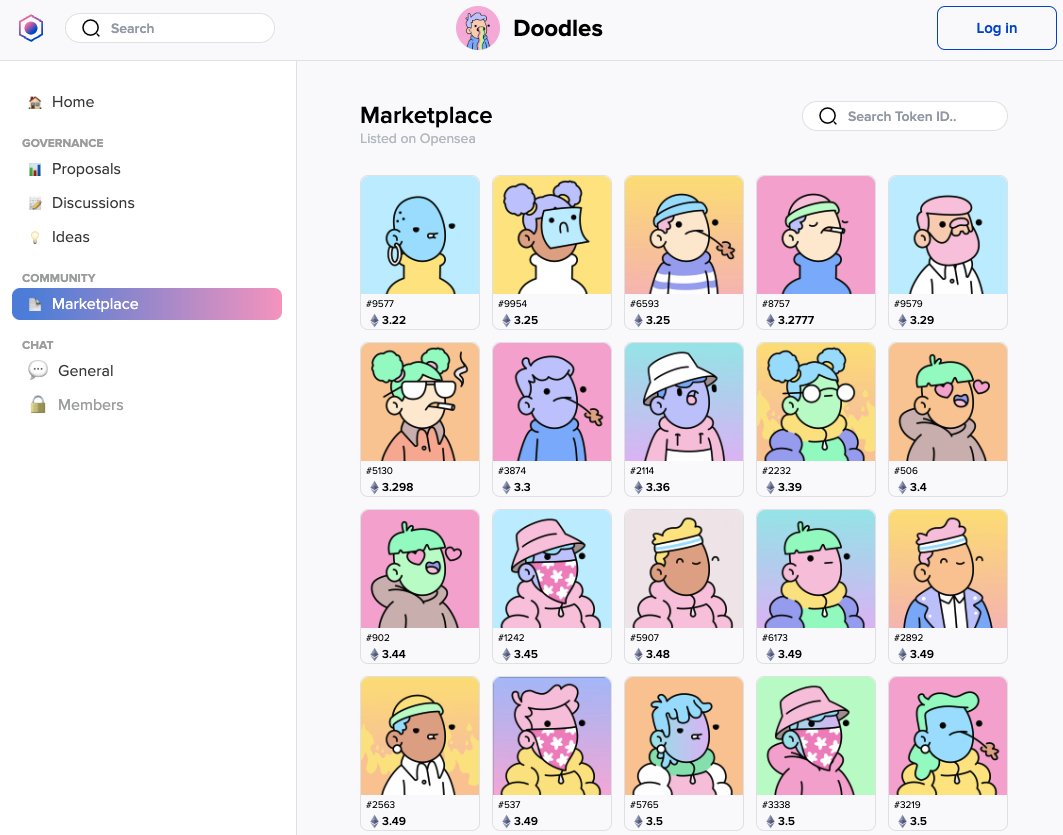 Search
Doodles
Log in
Home
GOVERNANCE
Proposals
Discussions
Ideas
COMMUNITY
Marketplace
CHAT
General
Members
Marketplace
Listed on Opensea
Search Token ID..
#9577
3.22
#9954
3.25
#6593
3.25
#8757
3.2777
#9579
3.29
#5130
3.298
#3874
3.3
#2114
3.36
#2232
3.39
#506
3.4
#902
3.44
#1242
3.45
#5907
3.48
#6173
3.49
#2892
3.49
#2563
3.49
#537
3.49
#5765
3.5
#3338
3.5
#3219
3.5